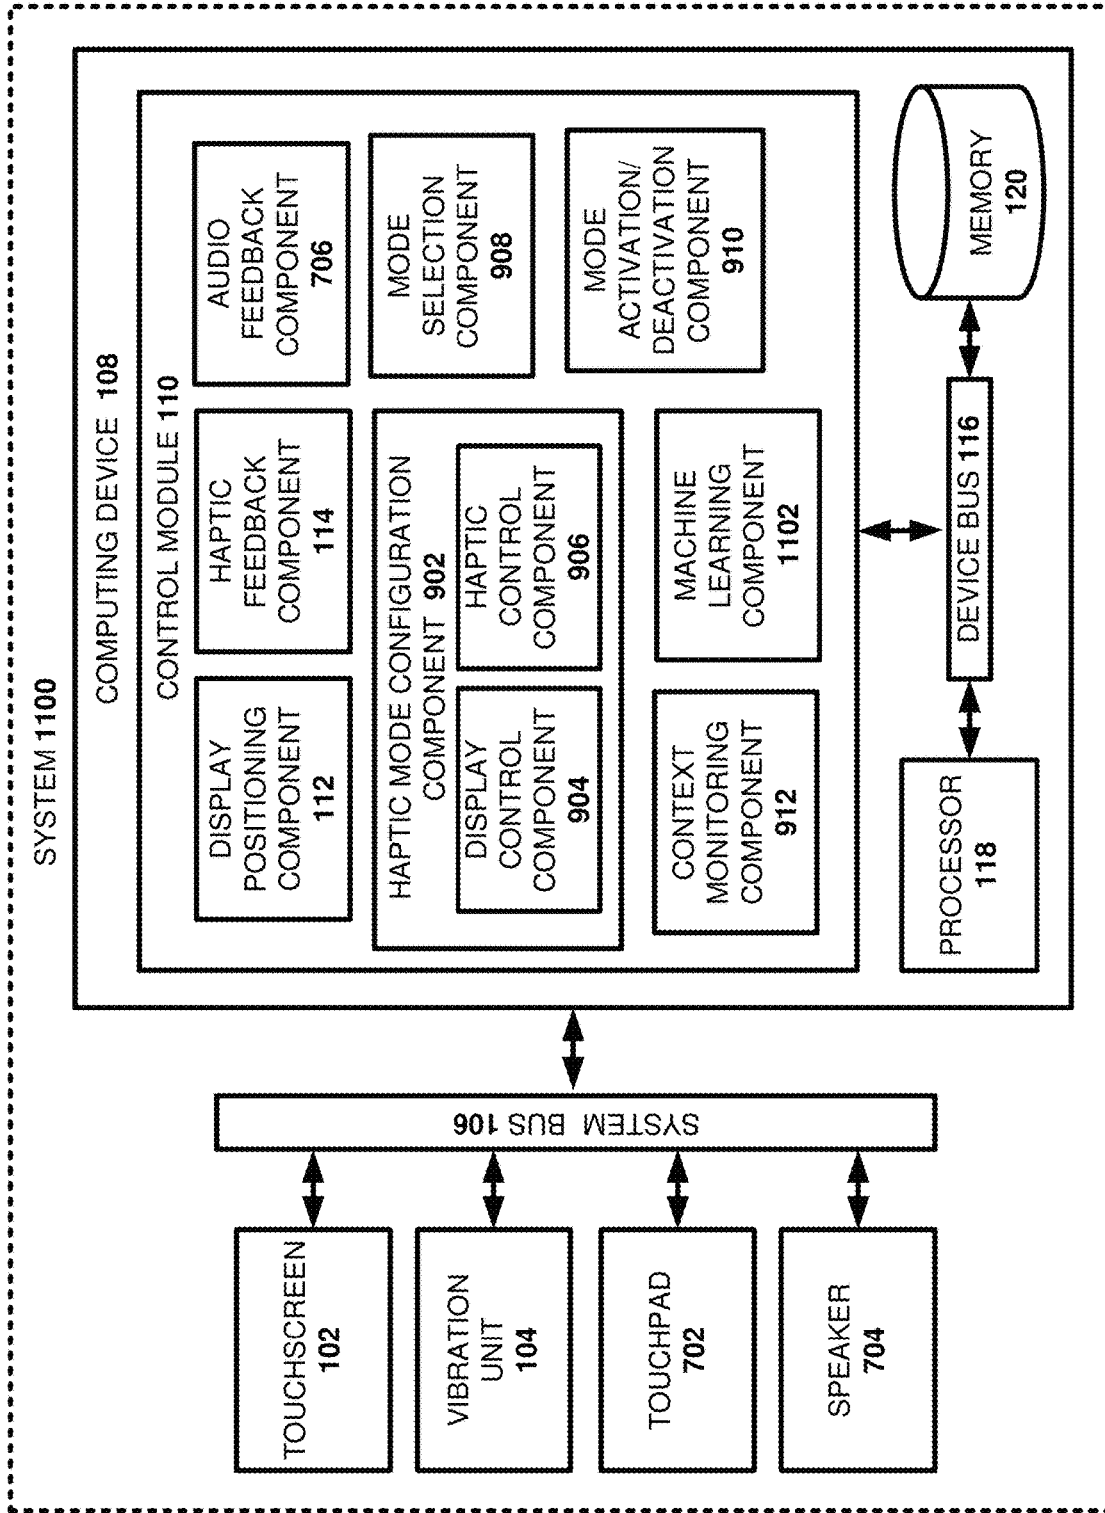 SYSTEM 1100
COMPUTING DEVICE 108
CONTROL MODULE 110
DISPLAY
POSITIONING
COMPONENT
112
HAPTIC
FEEDBACK
COMPONENT
114
AUDIO
FEEDBACK
COMPONENT
706
HAPTIC MODE CONFIGURATION
COMPONENT 902
DISPLAY
CONTROL
COMPONENT
904
HAPTIC
CONTROL
COMPONENT
906
MODE
SELECTION
COMPONENT
908
CONTEXT
MONITORING
COMPONENT
912
MACHINE
LEARNING
COMPONENT
1102
MODE
ACTIVATION/
DEACTIVATION
COMPONENT
910
PROCESSOR
118
DEVICE BUS 116
MEMORY
120
SYSTEM BUS 106
TOUCHSCREEN
102
VIBRATION
UNIT
104
TOUCHPAD
702
SPEAKER
704